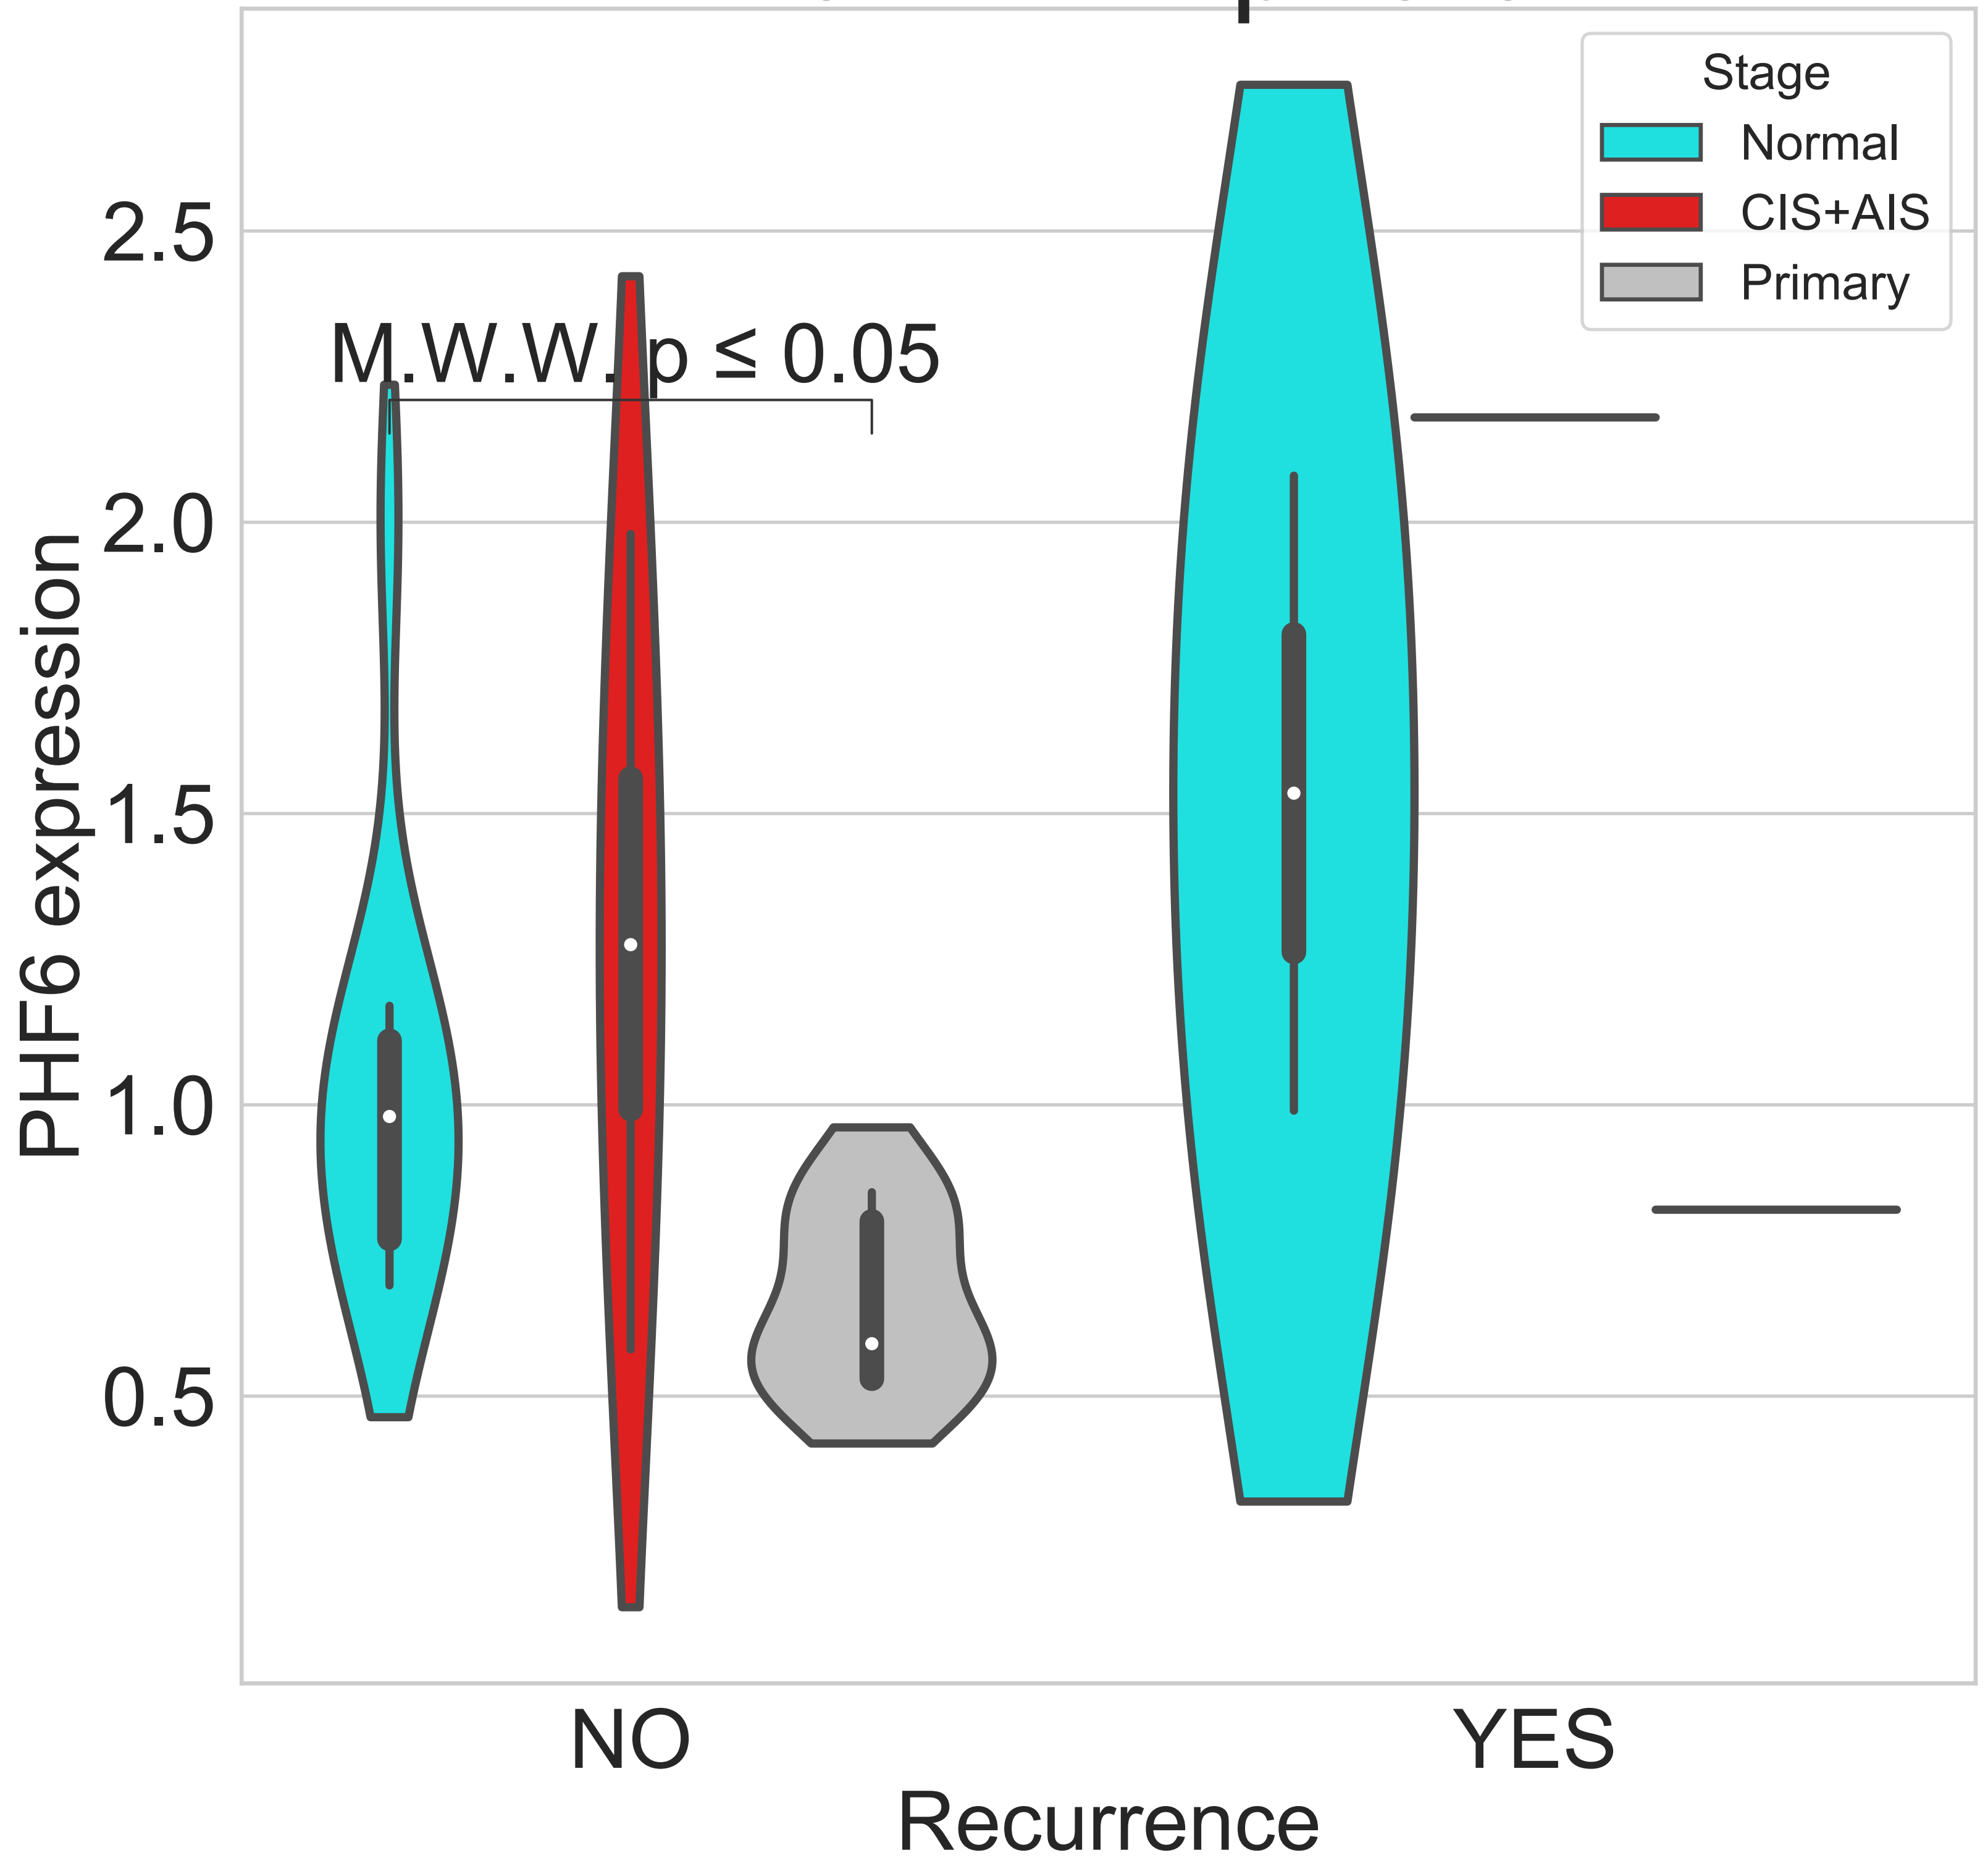 Stage
Normal
CIS+AIS
Primary
M.W.W. p ≤ 0.05
PHF6 expression
2.5
2.0
1.5
1.0
0.5
NO
YES
Recurrence